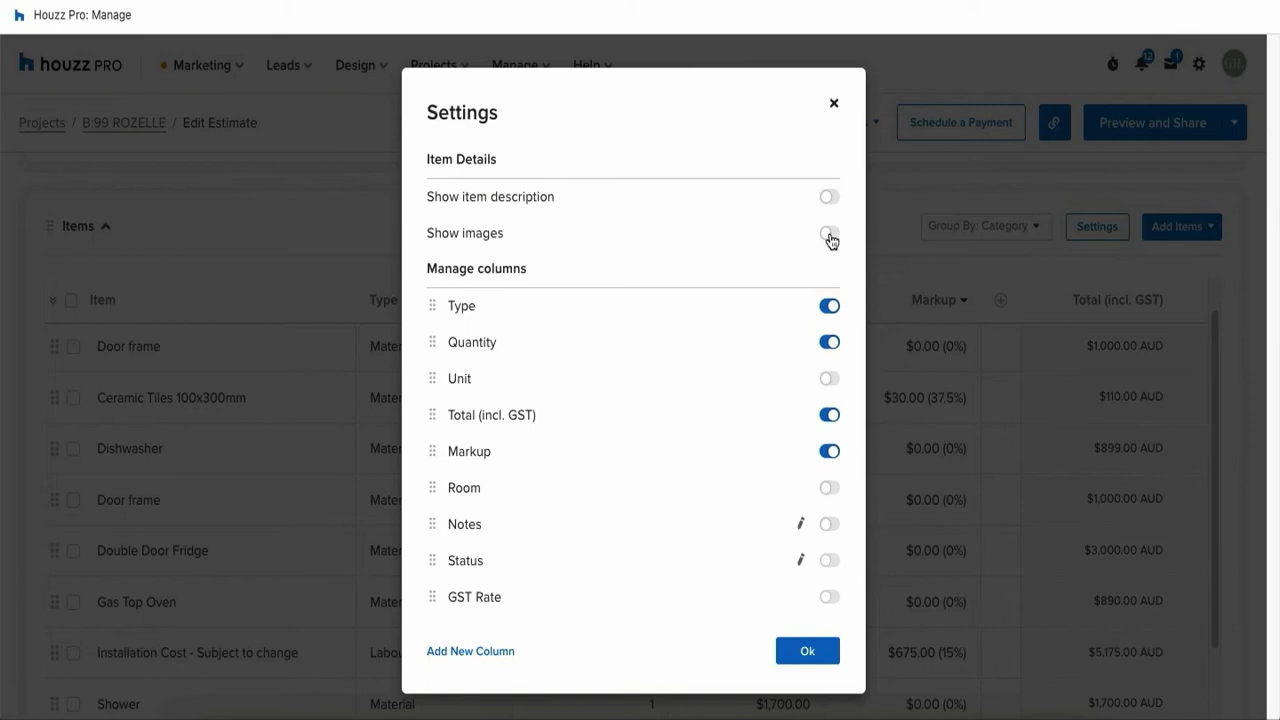 Houzz Pro: Manage
houzz PRO
Marketing
Leads
Design
Projects
Manage
Help
12
1
Projects / B:99 ROZELLE / Edit Estimate
Schedule a Payment
Preview and Share
Items
Group By: Category
Settings
Add Items
Item
Type
Markup
Total (incl. GST)
Door frame
$0.00 (0%)
$1,000.00 AUD
Ceramic Tiles 100x300mm
$30.00 (37.5%)
$110.00 AUD
Dishwasher
$0.00 (0%)
$899.00 AUD
Door frame
$0.00 (0%)
$1,000.00 AUD
Double Door Fridge
$0.00 (0%)
$3,000.00 AUD
Gas Top Oven
$0.00 (0%)
$890.00 AUD
Installation Cost - Subject to change
$675.00 (15%)
$5,175.00 AUD
Shower
Material
1
$1,700.00
$0.00 (0%)
$1,700.00 AUD
Settings
Item Details
Show item description
Show images
Manage columns
Type
Quantity
Unit
Total (incl. GST)
Markup
Room
Notes
Status
GST Rate
Add New Column
Ok